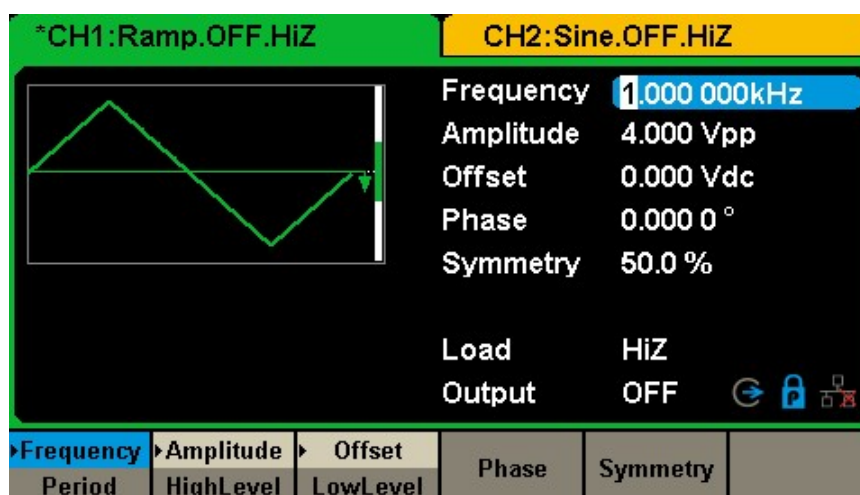 *CH1:Ramp.OFF.HiZ
CH2:Sine.OFF.HiZ
Frequency 1.000 000kHz
Amplitude 4.000 Vpp
Offset 0.000 Vdc
Phase 0.000 0 °
Symmetry 50.0 %
Load HiZ
Output OFF
P
Frequency Amplitude Offset Phase Symmetry
Period HighLevel LowLevel